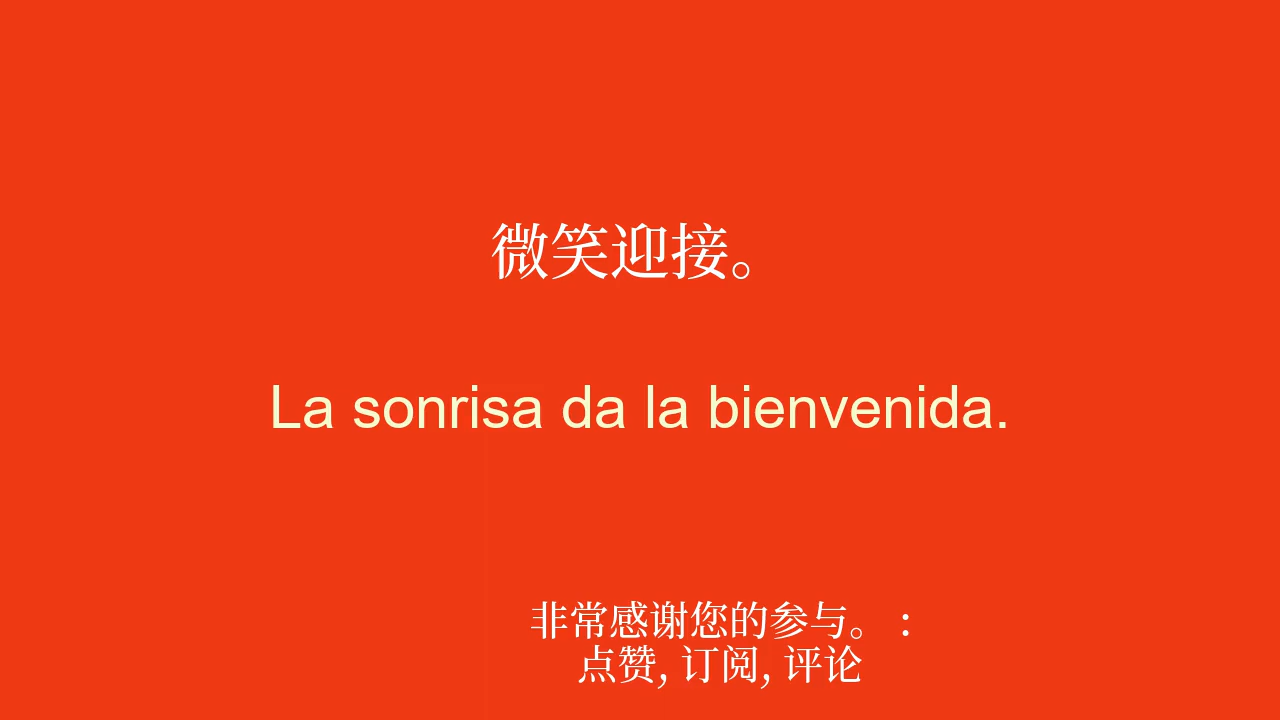 微笑迎接。
La sonrisa da la bienvenida.
非常感谢您的参与。 :
点赞, 订阅, 评论